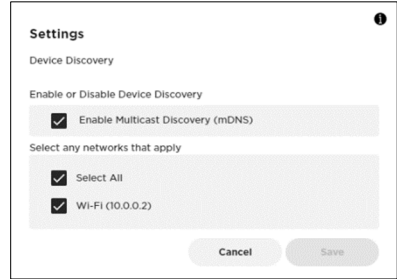 Settings
Device Discovery
Enable or Disable Device Discovery
Enable Multicast Discovery (mDNS)
Select any networks that apply
Select All
Wi-Fi (10.0.0.2)
Cancel
Save